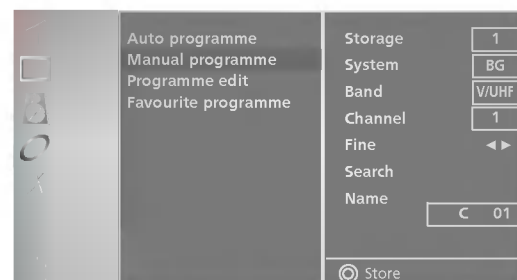 Auto programme
Manual programme
Programme edit
Favourite programme
Storage 1
System BG
Band V/UHF
Channel 1
Fine ◀ ▶
Search
Name
C 01
Store